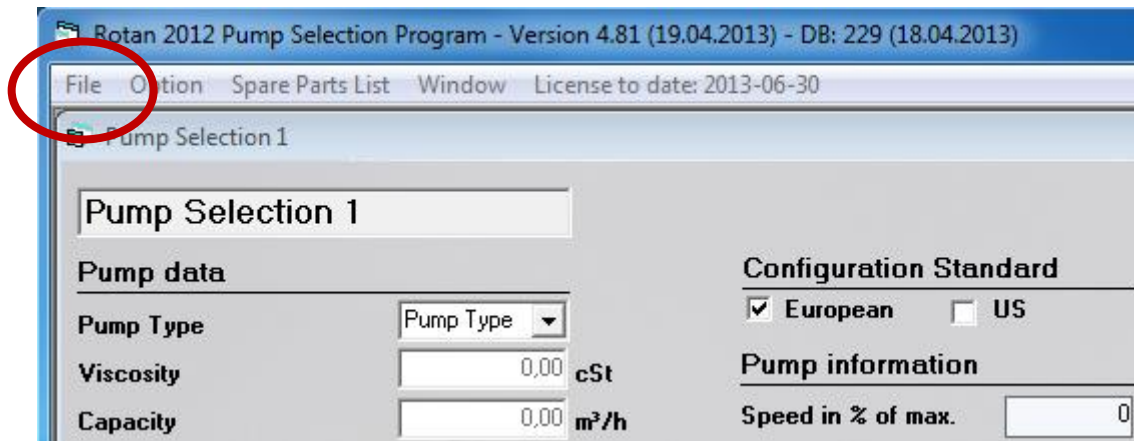 Rotan 2012 Pump Selection Program - Version 4.81 (19.04.2013) - DB: 229 (18.04.2013)
File Option Spare Parts List Window License to date: 2013-06-30
Pump Selection 1
Pump Selection 1
Pump data
Pump Type Pump Type
Viscosity 0,00 cSt
Capacity 0,00 m³/h
Configuration Standard
European US
Pump information
Speed in % of max. 0